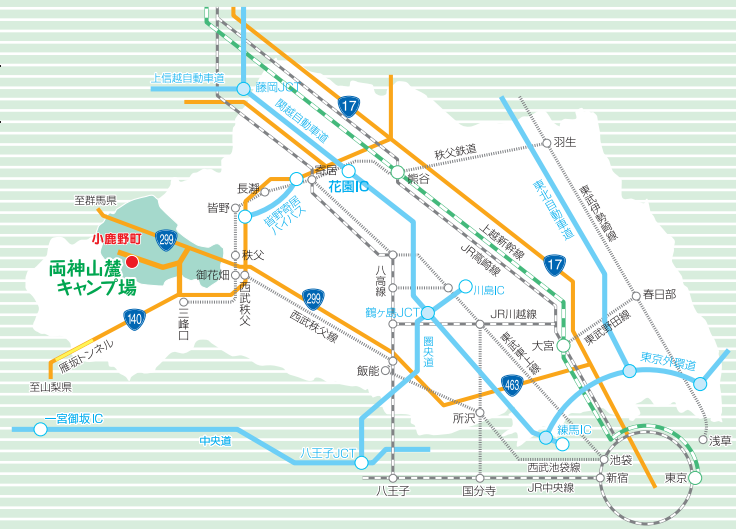 上信越自動車道
藤岡JCT
関越自動車道
17
羽生
秩父鉄道
寄居
花園IC
熊谷
長瀞
皆野
皆野寄居
バイパス
東北自動車道
東武伊勢崎線
至群馬県
小鹿野町
299
両神山麓
キャンプ場
秩父
御花畑
西武秩父
八高線
上越新幹線
JR高崎線
17
川島IC
春日部
299
140
三峰口
西武秩父線
鶴ヶ島JCT
JR川越線
東武東上線
大宮
東武野田線
雁坂トンネル
圏央道
飯能
東京外環道
463
至山梨県
一宮御坂IC
中央道
所沢
練馬IC
浅草
八王子JCT
池袋
西武池袋線
新宿
東京
八王子
国分寺
JR中央線